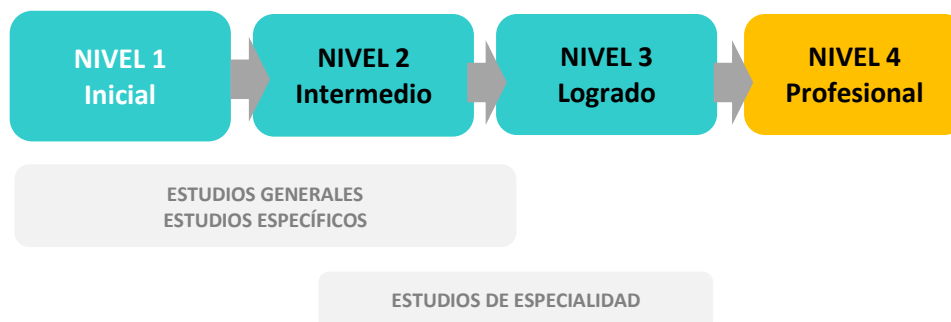 NIVEL 1
Inicial
NIVEL 2
Intermedio
NIVEL 3
Logrado
NIVEL 4
Profesional
ESTUDIOS GENERALES
ESTUDIOS ESPECÍFICOS
ESTUDIOS DE ESPECIALIDAD